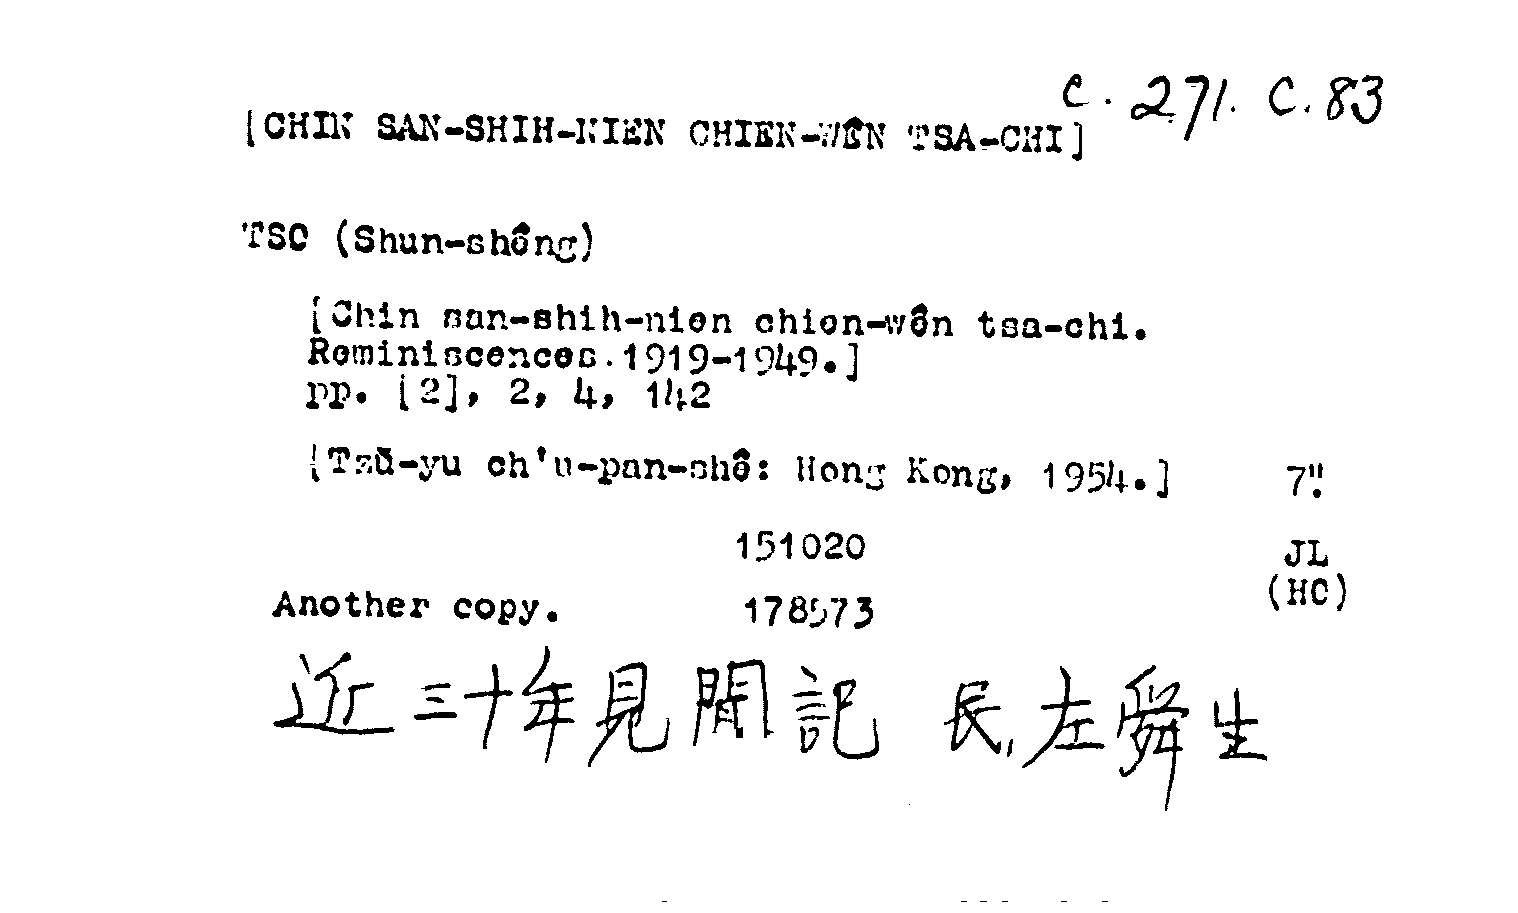 C. 271. C. 83
[CHIN SAN-SHIH-NIEN CHIEN-WÊN TSA-CHI]
TSO (Shun-shêng)
[Chin san-shih-nien chien-wên tsa-chi.
Reminiscences.1919-1949.]
pp. [2], 2, 4, 142
[Tzŭ-yu ch'u-pan-shê: Hong Kong, 1954.] 7".
151020 JL
(HC)
Another copy. 178573
近三十年見聞記 民,左舜生